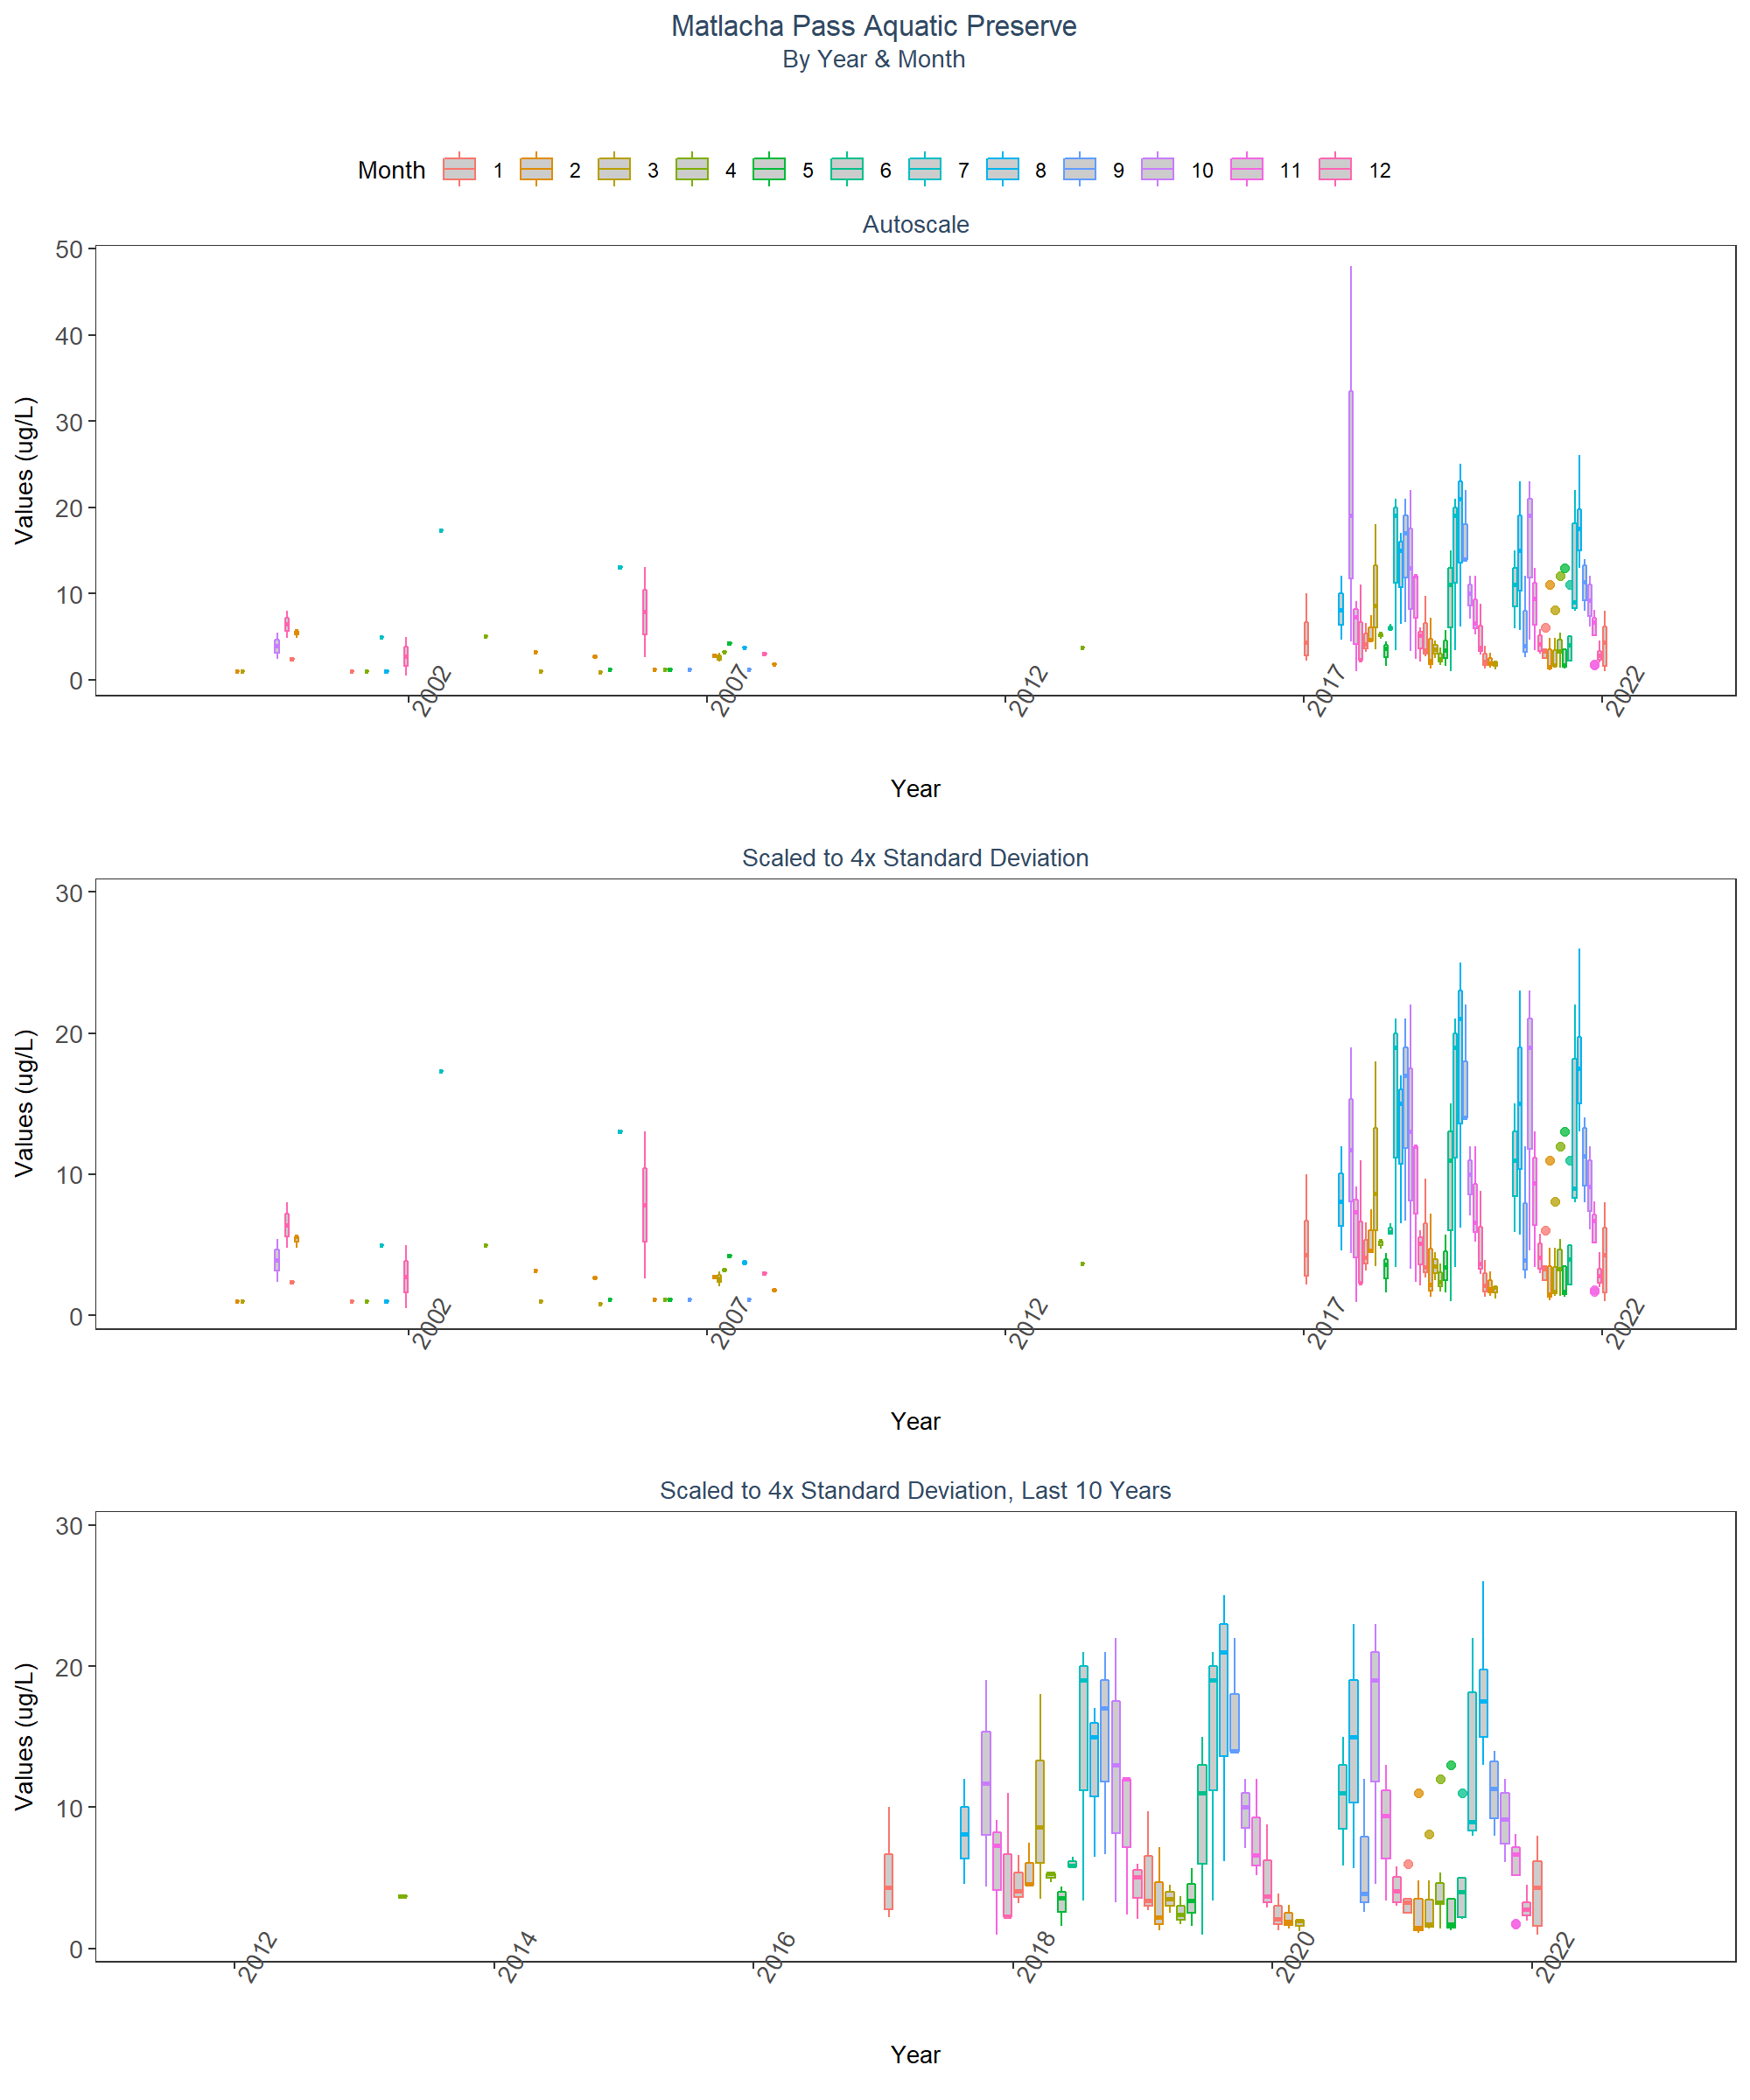 Matlacha Pass Aquatic Preserve
By Year & Month
Month 1 2 3 4 5 6 7 8 9 10 11 12
Autoscale
Values (ug/L)
50
40
30
20
10
0
2002 2007 2012 2017 2022
Year
Scaled to 4x Standard Deviation
Values (ug/L)
30
20
10
0
2002 2007 2012 2017 2022
Year
Scaled to 4x Standard Deviation, Last 10 Years
Values (ug/L)
30
20
10
0
2012 2014 2016 2018 2020 2022
Year